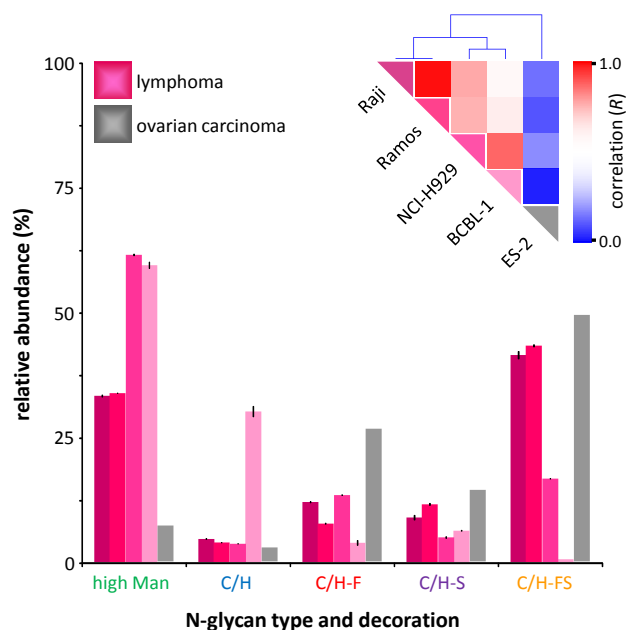 100
75
50
25
0
relative abundance (%)
lymphoma
ovarian carcinoma
Raji
Ramos
NCI-H929
BCBL-1
ES-2
1.0
0.0
correlation (R)
high Man
C/H
C/H-F
C/H-S
C/H-FS
N-glycan type and decoration